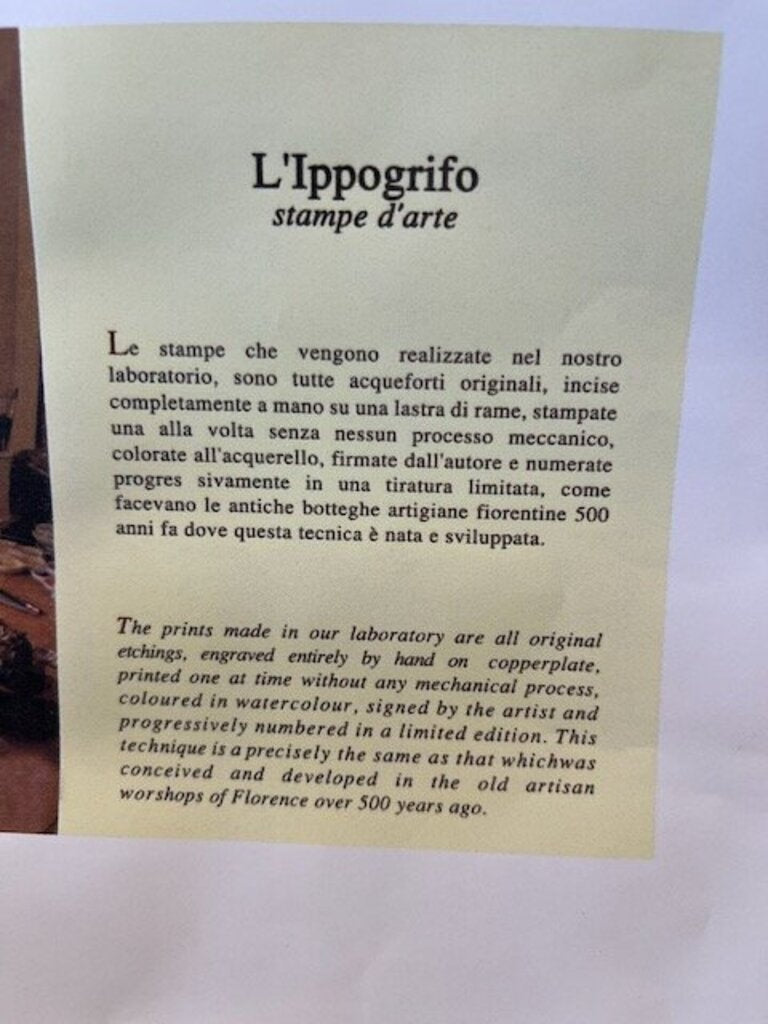 L'Ippogrifo
stampe d'arte
Le stampe che vengono realizzate nel nostro
laboratorio, sono tutte acqueforti originali, incise
completamente a mano su una lastra di rame, stampate
una alla volta senza nessun processo meccanico,
colorate all'acquerello, firmate dall'autore e numerate
progres sivamente in una tiratura limitata, come
facevano le antiche botteghe artigiane fiorentine 500
anni fa dove questa tecnica è nata e sviluppata.
The prints made in our laboratory are all original
etchings, engraved entirely by hand on copperplate,
printed one at time without any mechanical process,
coloured in watercolour, signed by the artist and
progressively numbered in a limited edition. This
technique is a precisely the same as that whichwas
conceived and developed in the old artisan
worshops of Florence over 500 years ago.